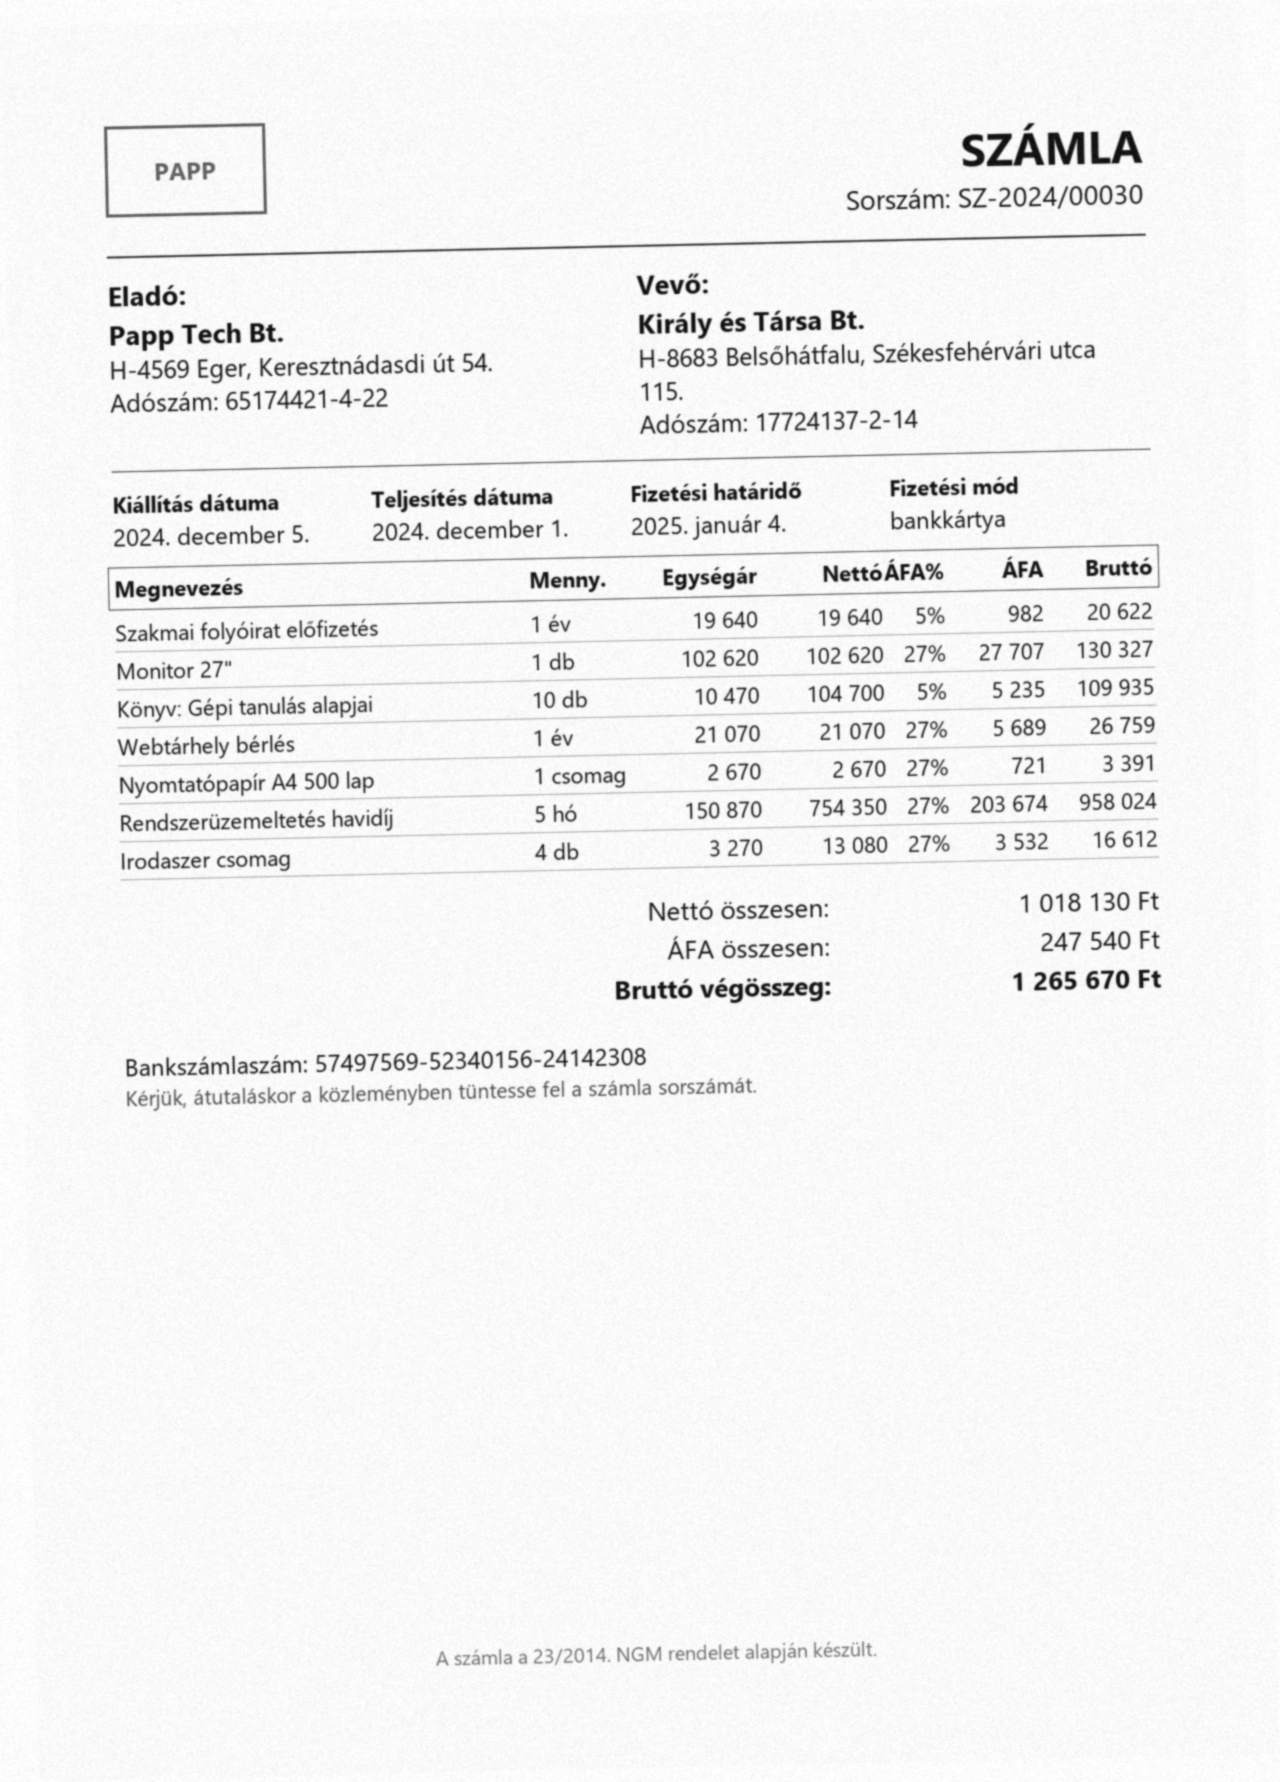 PAPP
SZÁMLA
Sorszám: SZ-2024/00030
Eladó:
Papp Tech Bt.
H-4569 Eger, Keresztnádasdi út 54.
Adószám: 65174421-4-22
Vevő:
Király és Társa Bt.
H-8683 Belsőhátfalu, Székesfehérvári utca
115.
Adószám: 17724137-2-14
Kiállítás dátuma Teljesítés dátuma Fizetési határidő Fizetési mód
2024. december 5. 2024. december 1. 2025. január 4. bankkártya
Megnevezés Menny. Egységár Nettó ÁFA% ÁFA Bruttó
Szakmai folyóirat előfizetés 1 év 19 640 19 640 5% 982 20 622
Monitor 27" 1 db 102 620 102 620 27% 27 707 130 327
Könyv: Gépi tanulás alapjai 10 db 10 470 104 700 5% 5 235 109 935
Webtárhely bérlés 1 év 21 070 21 070 27% 5 689 26 759
Nyomtatópapír A4 500 lap 1 csomag 2 670 2 670 27% 721 3 391
Rendszerüzemeltetés havidíj 5 hó 150 870 754 350 27% 203 674 958 024
Irodaszer csomag 4 db 3 270 13 080 27% 3 532 16 612
Nettó összesen: 1 018 130 Ft
ÁFA összesen: 247 540 Ft
Bruttó végösszeg: 1 265 670 Ft
Bankszámlaszám: 57497569-52340156-24142308
Kérjük, átutaláskor a közleményben tüntesse fel a számla sorszámát.
A számla a 23/2014. NGM rendelet alapján készült.